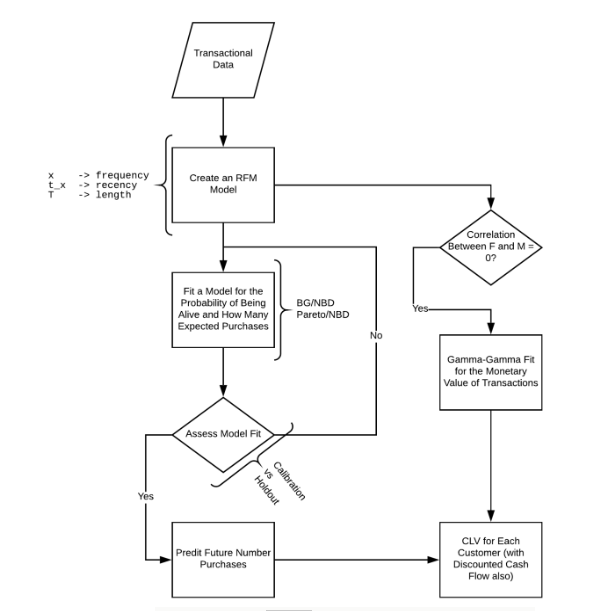 Transactional
Data
x -> frequency
t_x -> recency
T -> length
Create an RFM
Model
Correlation
Between F and M =
0?
Fit a Model for the
Probability of Being
Alive and How Many
Expected Purchases
BG/NBD
Pareto/NBD
No
Yes
Gamma-Gamma Fit
for the Monetary
Value of Transactions
Assess Model Fit
Calibration
vs
Holdout
Yes
Predit Future Number
Purchases
CLV for Each
Customer (with
Discounted Cash
Flow also)